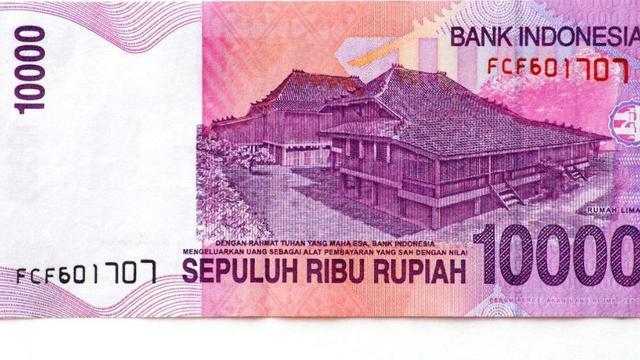 10000
BANK INDONESIA
FCF601707
RUMAH LIMA
DENGAN RAHMAT TUHAN YANG MAHA ESA, BANK INDONESIA
MENGELUARKAN UANG SEBAGAI ALAT PEMBAYARAN YANG SAH DENGAN NILAI
SEPULUH RIBU RUPIAH
10000
FCF601707